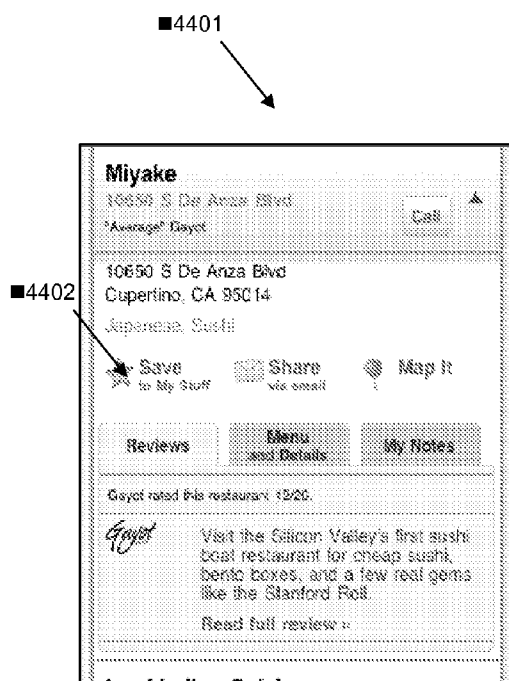 ■4401
Miyake
10650 S De Anza Blvd
Call
"Average" Gayot
10650 S De Anza Blvd
■4402
Cupertino, CA 95014
Japanese, Sushi
Save
to My Stuff
Share
via email
Map It
Reviews
Menu
and Details
My Notes
Gayot rated this restaurant 12/20.
Gayot
Visit the Silicon Valley's first sushi
boat restaurant for cheap sushi,
bento boxes, and a few real gems
like the Stanford Roll.
Read full review »